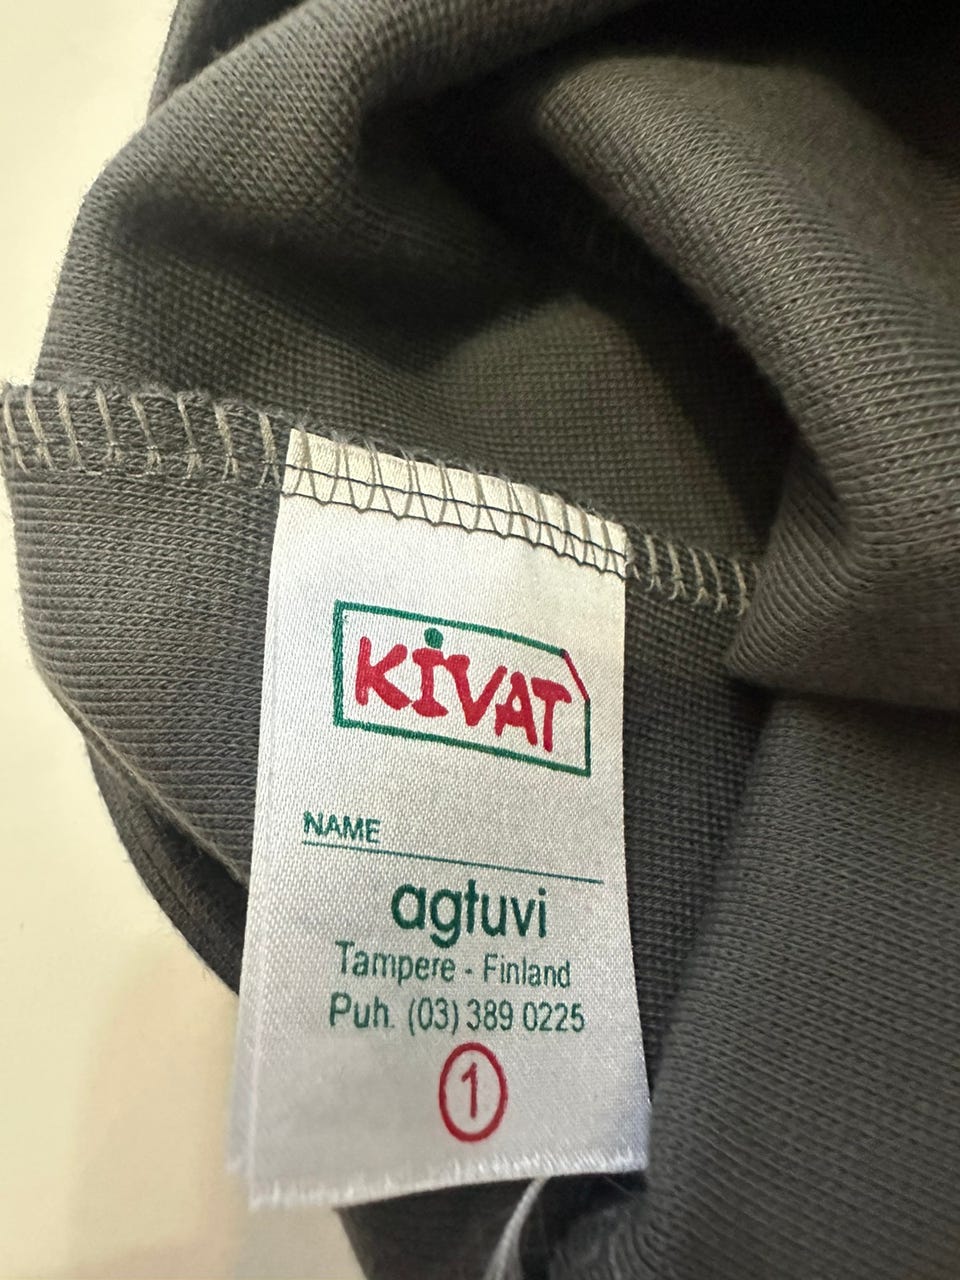 KiVAT
NAME
agtuvi
Tampere - Finland
Puh. (03) 389 0225
1